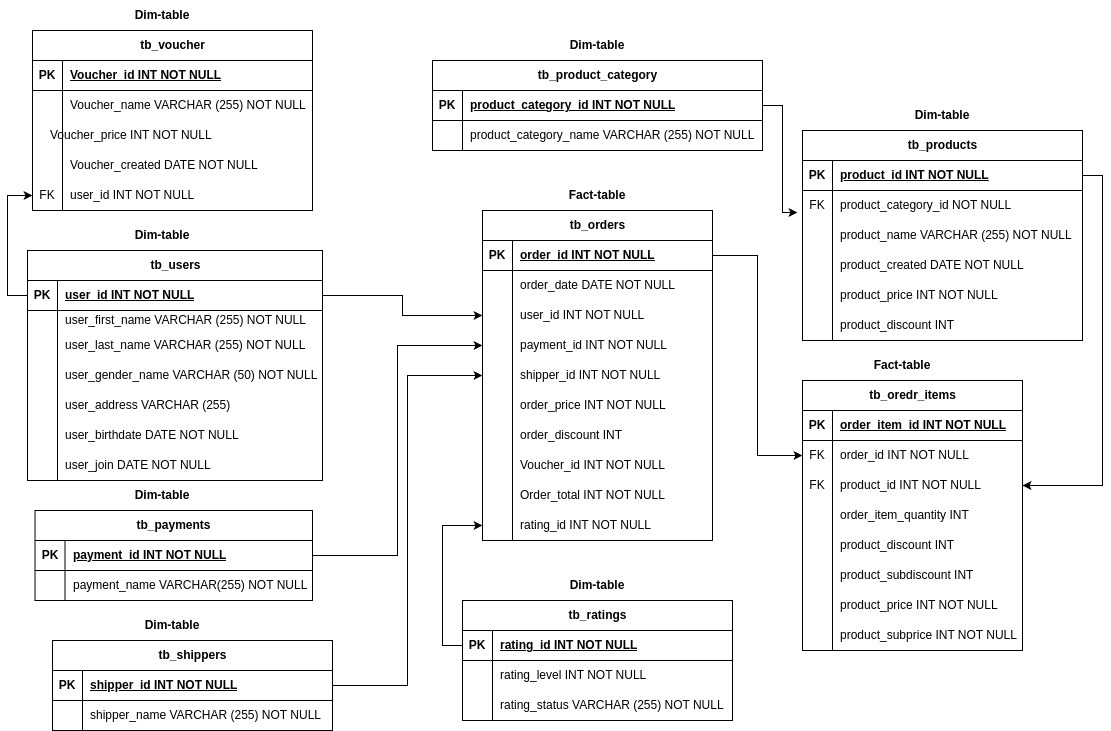 Dim-table
tb_voucher
PK Voucher_id INT NOT NULL
Voucher_name VARCHAR (255) NOT NULL
Voucher_price INT NOT NULL
Voucher_created DATE NOT NULL
FK user_id INT NOT NULL
Dim-table
tb_users
PK user_id INT NOT NULL
user_first_name VARCHAR (255) NOT NULL
user_last_name VARCHAR (255) NOT NULL
user_gender_name VARCHAR (50) NOT NULL
user_address VARCHAR (255)
user_birthdate DATE NOT NULL
user_join DATE NOT NULL
Dim-table
tb_payments
PK payment_id INT NOT NULL
payment_name VARCHAR(255) NOT NULL
Dim-table
tb_shippers
PK shipper_id INT NOT NULL
shipper_name VARCHAR (255) NOT NULL
Dim-table
tb_product_category
PK product_category_id INT NOT NULL
product_category_name VARCHAR (255) NOT NULL
Fact-table
tb_orders
PK order_id INT NOT NULL
order_date DATE NOT NULL
user_id INT NOT NULL
payment_id INT NOT NULL
shipper_id INT NOT NULL
order_price INT NOT NULL
order_discount INT
Voucher_id INT NOT NULL
Order_total INT NOT NULL
rating_id INT NOT NULL
Dim-table
tb_ratings
PK rating_id INT NOT NULL
rating_level INT NOT NULL
rating_status VARCHAR (255) NOT NULL
Dim-table
tb_products
PK product_id INT NOT NULL
FK product_category_id NOT NULL
product_name VARCHAR (255) NOT NULL
product_created DATE NOT NULL
product_price INT NOT NULL
product_discount INT
Fact-table
tb_oredr_items
PK order_item_id INT NOT NULL
FK order_id INT NOT NULL
FK product_id INT NOT NULL
order_item_quantity INT
product_discount INT
product_subdiscount INT
product_price INT NOT NULL
product_subprice INT NOT NULL